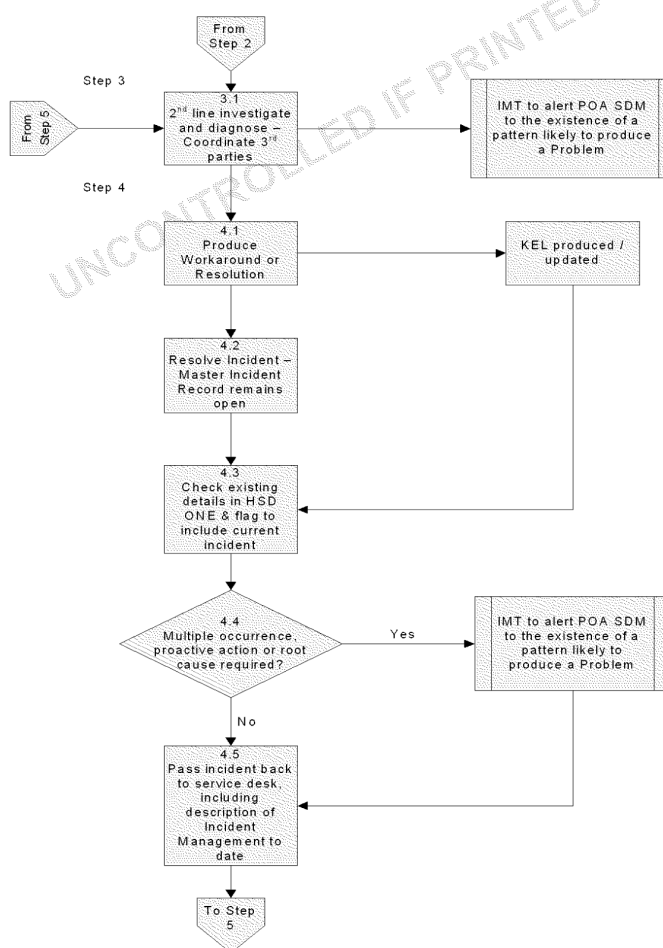 From
Step 2
Step 3
From
Step 5
3.1
2nd line investigate
and diagnose –
Coordinate 3rd
parties
IMT to alert POA SDM
to the existence of a
pattern likely to produce
a Problem
Step 4
4.1
Produce
Workaround or
Resolution
KEL produced /
updated
4.2
Resolve Incident –
Master Incident
Record remains
open
4.3
Check existing
details in HSD
ONE & flag to
include current
incident
4.4
Multiple occurrence,
proactive action or root
cause required?
Yes
IMT to alert POA SDM
to the existence of a
pattern likely to
produce a Problem
No
4.5
Pass incident back
to service desk,
including
description of
Incident
Management to
date
To Step
5
UNCONTROLLED IF PRINTED